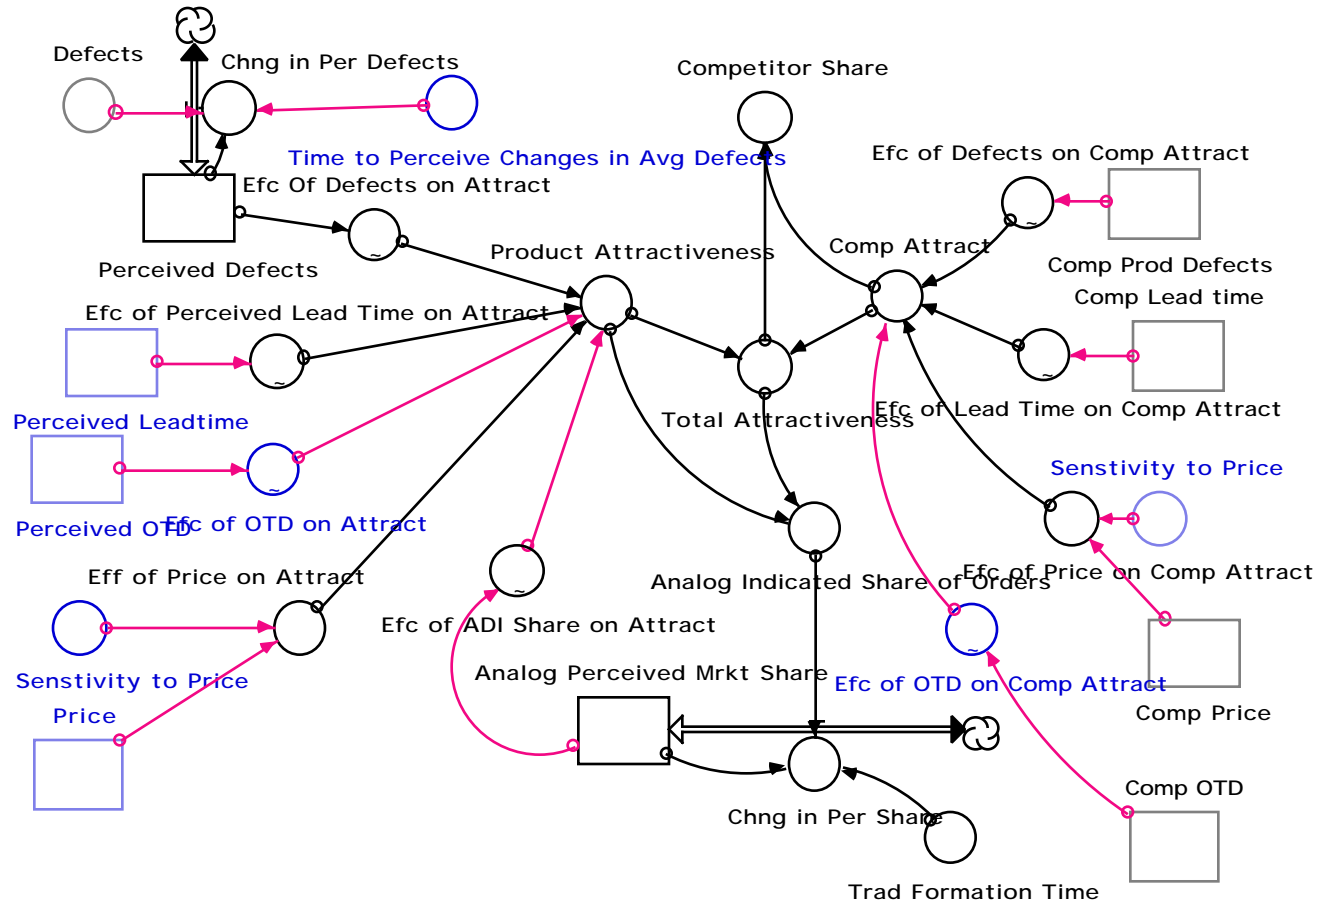 Defects
Chng in Per Defects
Competitor Share
Time to Perceive Changes in Avg Defects
Efc of Defects on Comp Attract
Efc Of Defects on Attract
Product Attractiveness
Comp Attract
Perceived Defects
Comp Prod Defects
Comp Lead time
Efc of Perceived Lead Time on Attract
Perceived Leadtime
Total Attractiveness
Efc of Lead Time on Comp Attract
Senstivity to Price
Perceived OTD
Efc of OTD on Attract
Eff of Price on Attract
Analog Indicated Share of Orders
Efc of Price on Comp Attract
Efc of ADI Share on Attract
Senstivity to Price
Analog Perceived Mrkt Share
Efc of OTD on Comp Attract
Price
Comp Price
Comp OTD
Chng in Per Share
Trad Formation Time